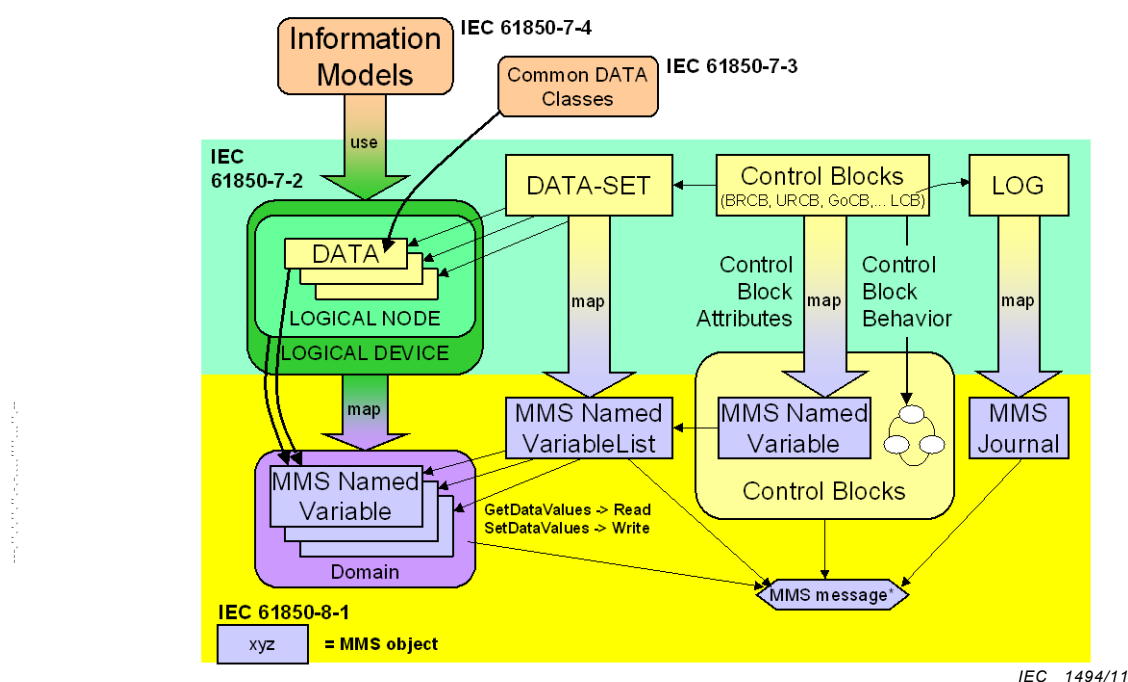 Information
Models
IEC 61850-7-4
Common DATA
Classes
IEC 61850-7-3
use
IEC
61850-7-2
DATA-SET
Control Blocks
(BRCB, URCB, GoCB,... LCB)
LOG
DATA
LOGICAL NODE
LOGICAL DEVICE
map
Control
Block
Attributes
map
Control
Block
Behavior
map
map
MMS Named
VariableList
MMS Named
Variable
MMS
Journal
Control Blocks
MMS Named
Variable
Domain
GetDataValues -> Read
SetDataValues -> Write
MMS message*
IEC 61850-8-1
xyz
= MMS object
IEC 1494/11